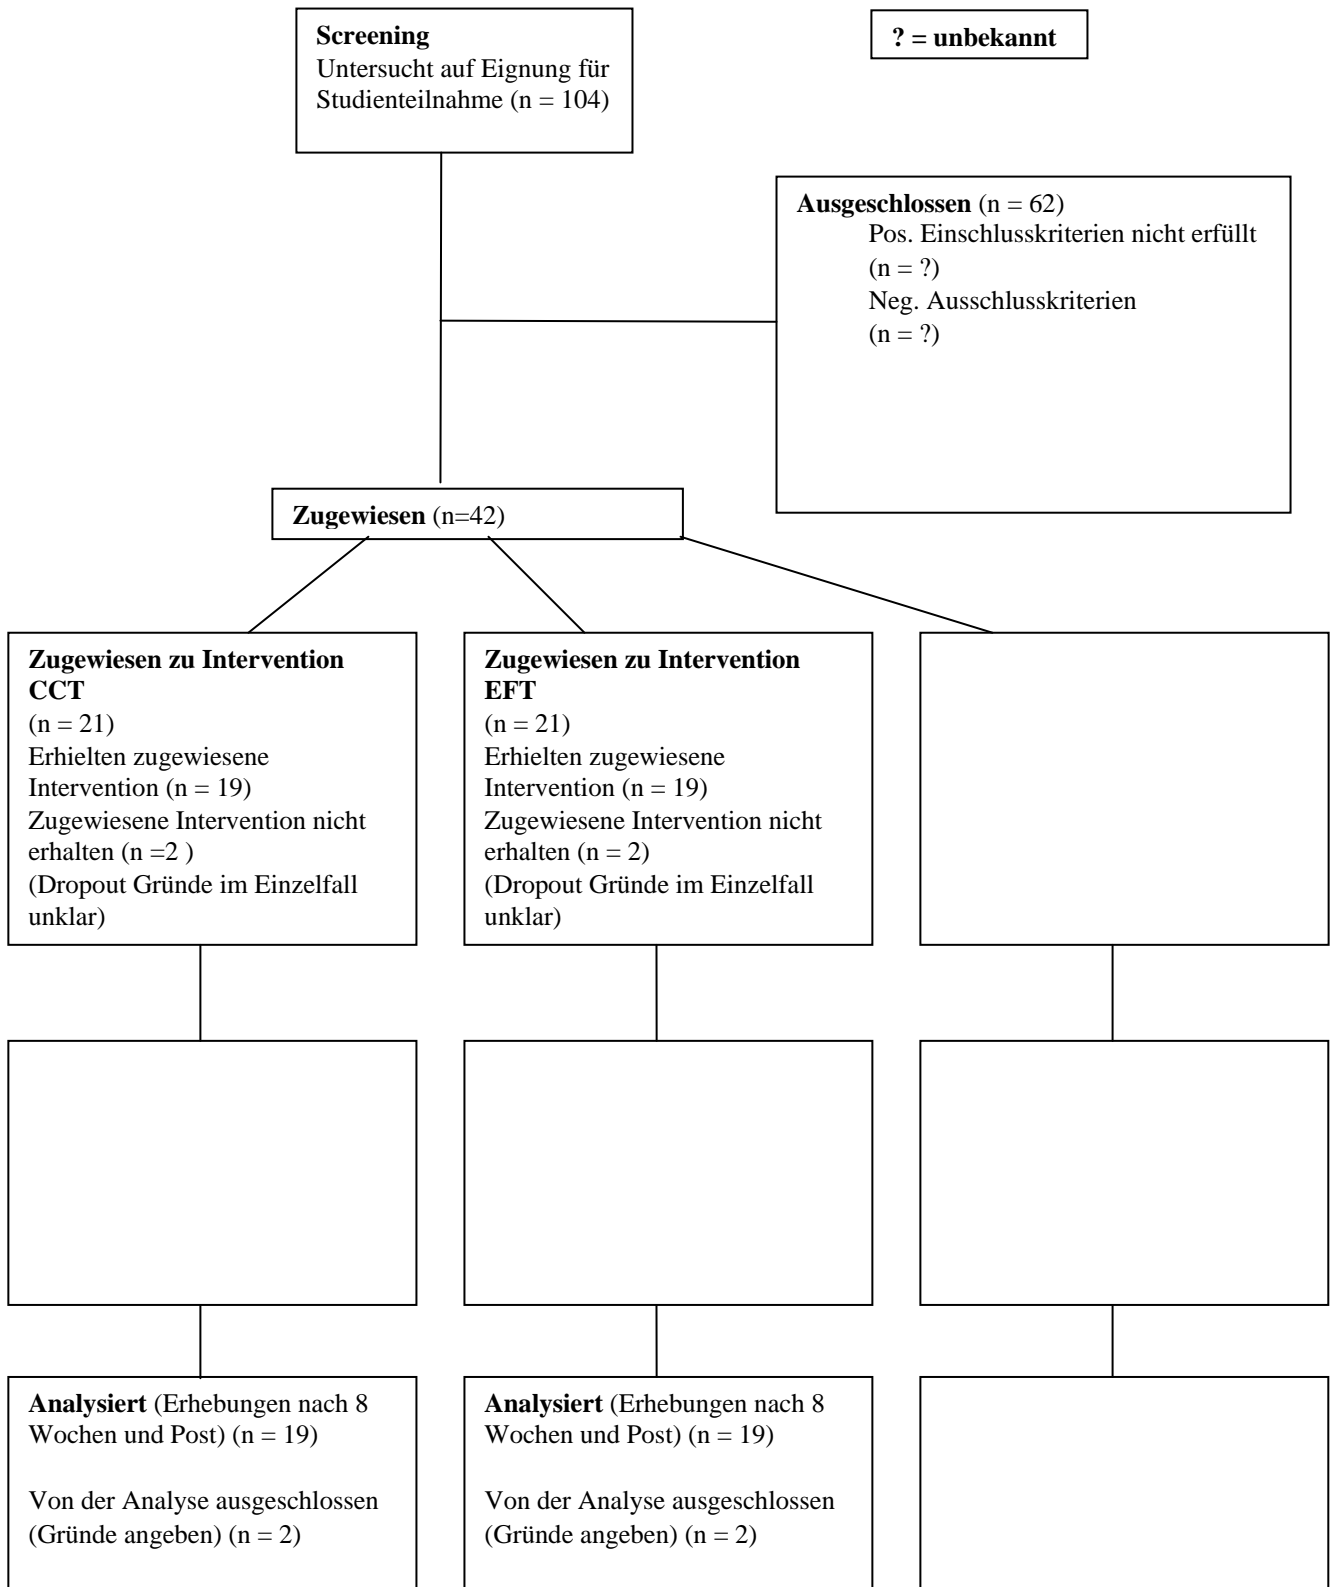 Screening
Untersucht auf Eignung für
Studienteilnahme (n = 104)
? = unbekannt
Ausgeschlossen (n = 62)
Pos. Einschlusskriterien nicht erfüllt
(n = ?)
Neg. Ausschlusskriterien
(n = ?)
Zugewiesen (n=42)
Zugewiesen zu Intervention
CCT
(n = 21)
Erhielten zugewiesene
Intervention (n = 19)
Zugewiesene Intervention nicht
erhalten (n =2 )
(Dropout Gründe im Einzelfall
unklar)
Zugewiesen zu Intervention
EFT
(n = 21)
Erhielten zugewiesene
Intervention (n = 19)
Zugewiesene Intervention nicht
erhalten (n = 2)
(Dropout Gründe im Einzelfall
unklar)
Analysiert (Erhebungen nach 8
Wochen und Post) (n = 19)
Von der Analyse ausgeschlossen
(Gründe angeben) (n = 2)
Analysiert (Erhebungen nach 8
Wochen und Post) (n = 19)
Von der Analyse ausgeschlossen
(Gründe angeben) (n = 2)